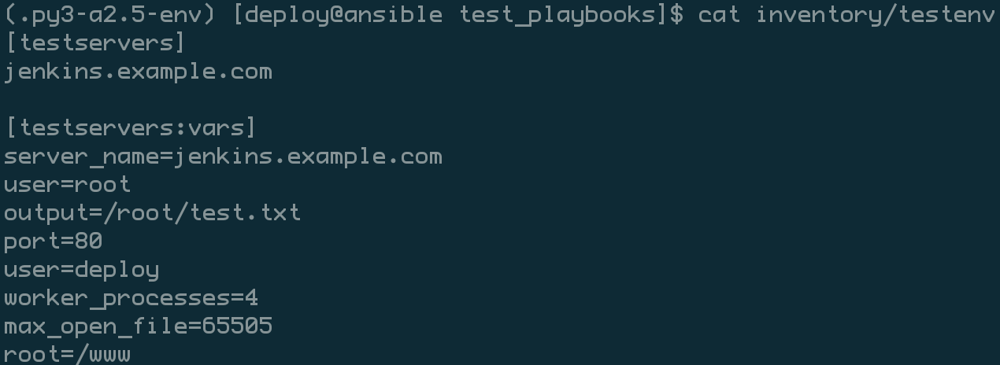 (.py3-a2.5-env) [deploy@ansible test_playbooks]$ cat inventory/testenv
[testservers]
jenkins.example.com

[testservers:vars]
server_name=jenkins.example.com
user=root
output=/root/test.txt
port=80
user=deploy
worker_processes=4
max_open_file=65505
root=/www